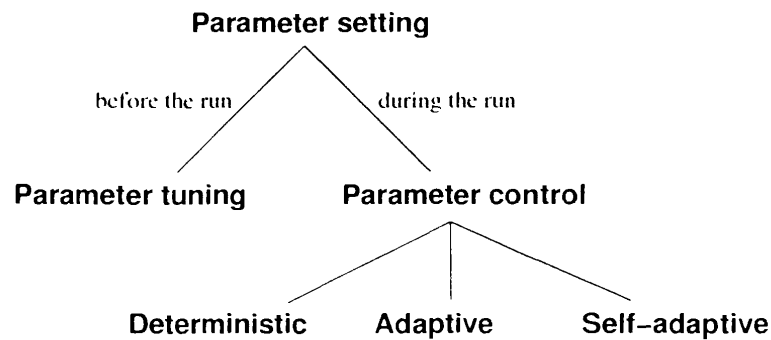 Parameter setting
before the run
during the run
Parameter tuning
Parameter control
Deterministic
Adaptive
Self-adaptive